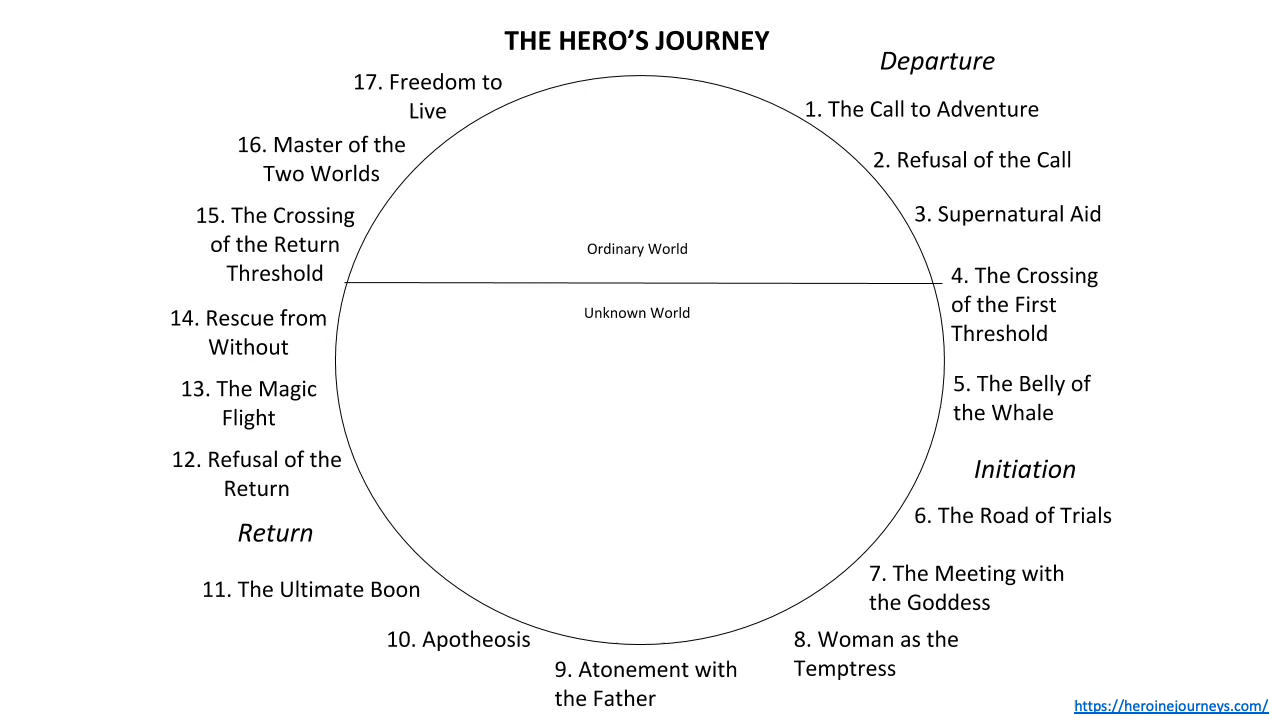 THE HERO’S JOURNEY
Departure
1. The Call to Adventure
2. Refusal of the Call
3. Supernatural Aid
4. The Crossing
of the First
Threshold
5. The Belly of
the Whale
Initiation
6. The Road of Trials
7. The Meeting with
the Goddess
8. Woman as the
Temptress
9. Atonement with
the Father
10. Apotheosis
11. The Ultimate Boon
Return
12. Refusal of the
Return
13. The Magic
Flight
14. Rescue from
Without
15. The Crossing
of the Return
Threshold
16. Master of the
Two Worlds
17. Freedom to
Live
Ordinary World
Unknown World
https://heroinejourneys.com/